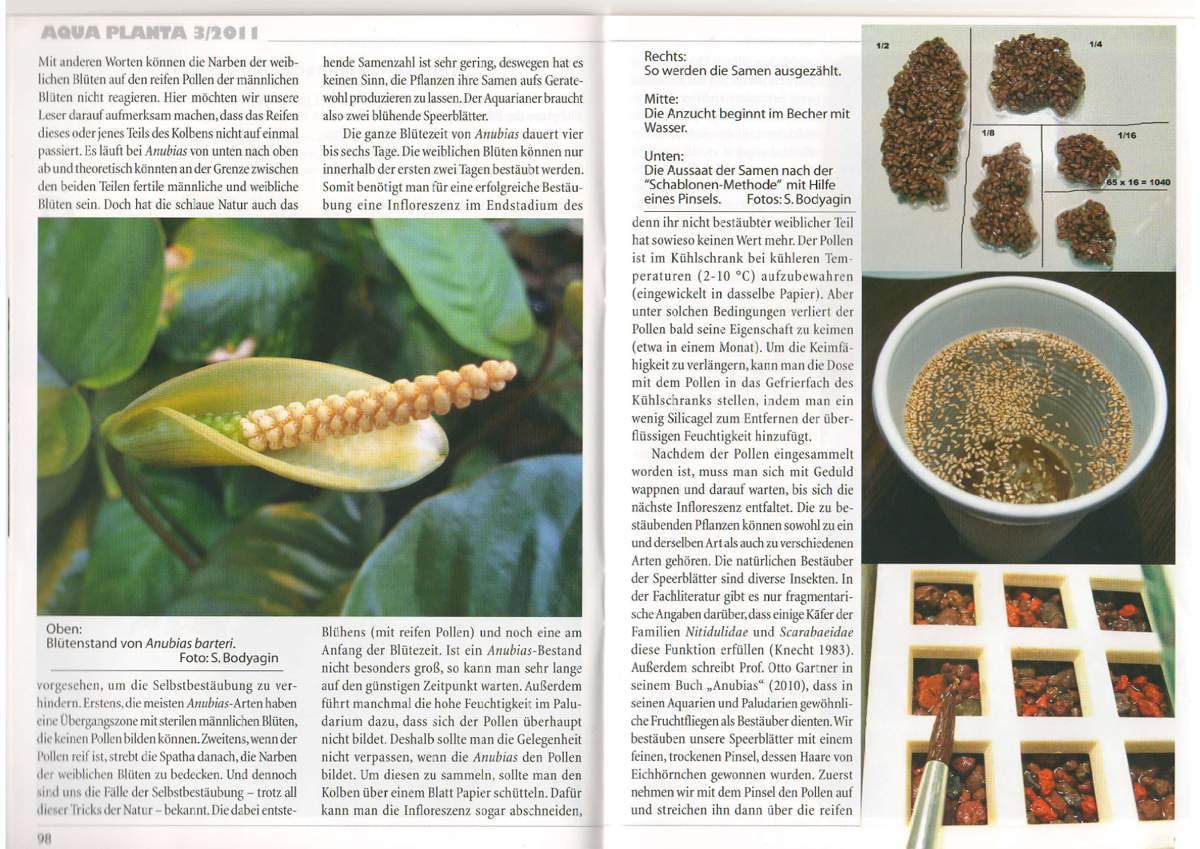 AQUA PLANTA 3/2011
Mit anderen Worten können die Narben der weib-
lichen Blüten auf den reifen Pollen der männlichen
Blüten nicht reagieren. Hier möchten wir unsere
Leser darauf aufmerksam machen, dass das Reifen
dieses oder jenes Teils des Kolbens nicht auf einmal
passiert. Es läuft bei Anubias von unten nach oben
ab und theoretisch könnten an der Grenze zwischen
den beiden Teilen fertile männliche und weibliche
Blüten sein. Doch hat die schlaue Natur auch das
Oben:
Blütenstand von Anubias barteri.
Foto: S. Bodyagin
vorgesehen, um die Selbstbestäubung zu ver-
hindern. Erstens, die meisten Anubias-Arten haben
eine Übergangszone mit sterilen männlichen Blüten,
die keinen Pollen bilden können. Zweitens, wenn der
Pollen reif ist, strebt die Spatha danach, die Narben
der weiblichen Blüten zu bedecken. Und dennoch
sind uns die Fälle der Selbstbestäubung – trotz all
dieser Tricks der Natur – bekannt. Die dabei entste-
98
hende Samenzahl ist sehr gering, deswegen hat es
keinen Sinn, die Pflanzen ihre Samen aufs Gerate-
wohl produzieren zu lassen. Der Aquarianer braucht
also zwei blühende Speerblätter.
Die ganze Blütezeit von Anubias dauert vier
bis sechs Tage. Die weiblichen Blüten können nur
innerhalb der ersten zwei Tagen bestäubt werden.
Somit benötigt man für eine erfolgreiche Bestäu-
bung eine Infloreszenz im Endstadium des
Blühens (mit reifen Pollen) und noch eine am
Anfang der Blütezeit. Ist ein Anubias-Bestand
nicht besonders groß, so kann man sehr lange
auf den günstigen Zeitpunkt warten. Außerdem
führt manchmal die hohe Feuchtigkeit im Palu-
darium dazu, dass sich der Pollen überhaupt
nicht bildet. Deshalb sollte man die Gelegenheit
nicht verpassen, wenn die Anubias den Pollen
bildet. Um diesen zu sammeln, sollte man den
Kolben über einem Blatt Papier schütteln. Dafür
kann man die Infloreszenz sogar abschneiden,
Rechts:
So werden die Samen ausgezählt.
Mitte:
Die Anzucht beginnt im Becher mit
Wasser.
Unten:
Die Aussaat der Samen nach der
"Schablonen-Methode" mit Hilfe
eines Pinsels. Fotos: S. Bodyagin
denn ihr nicht bestäubter weiblicher Teil
hat sowieso keinen Wert mehr. Der Pollen
ist im Kühlschrank bei kühleren Tem-
peraturen (2-10 °C) aufzubewahren
(eingewickelt in dasselbe Papier). Aber
unter solchen Bedingungen verliert der
Pollen bald seine Eigenschaft zu keimen
(etwa in einem Monat). Um die Keimfä-
higkeit zu verlängern, kann man die Dose
mit dem Pollen in das Gefrierfach des
Kühlschranks stellen, indem man ein
wenig Silicagel zum Entfernen der über-
flüssigen Feuchtigkeit hinzufügt.
Nachdem der Pollen eingesammelt
worden ist, muss man sich mit Geduld
wappnen und darauf warten, bis sich die
nächste Infloreszenz entfaltet. Die zu be-
stäubenden Pflanzen können sowohl zu ein
und derselben Art als auch zu verschiedenen
Arten gehören. Die natürlichen Bestäuber
der Speerblätter sind diverse Insekten. In
der Fachliteratur gibt es nur fragmentari-
sche Angaben darüber, dass einige Käfer der
Familien Nitidulidae und Scarabaeidae
diese Funktion erfüllen (Knecht 1983).
Außerdem schreibt Prof. Otto Gartner in
seinem Buch „Anubias“ (2010), dass in
seinen Aquarien und Paludarien gewöhnli-
che Fruchtfliegen als Bestäuber dienten. Wir
bestäuben unsere Speerblätter mit einem
feinen, trockenen Pinsel, dessen Haare von
Eichhörnchen gewonnen wurden. Zuerst
nehmen wir mit dem Pinsel den Pollen auf
und streichen ihn dann über die reifen
1/2
1/4
1/8
1/16
65 x 16 = 1040